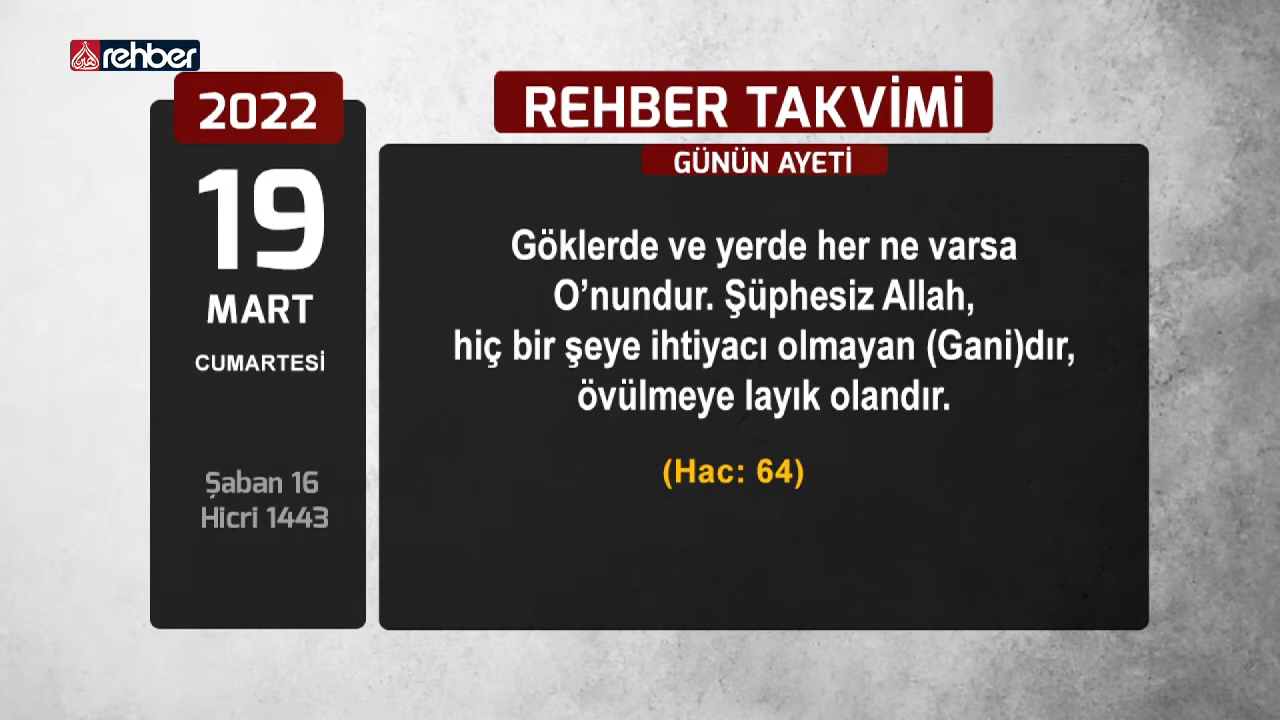 rehber
2022
19
MART
CUMARTESİ
Şaban 16
Hicri 1443
REHBER TAKVİMİ
GÜNÜN AYETİ
Göklerde ve yerde her ne varsa
O’nundur. Şüphesiz Allah,
hiç bir şeye ihtiyacı olmayan (Gani)dır,
övülmeye layık olandır.
(Hac: 64)